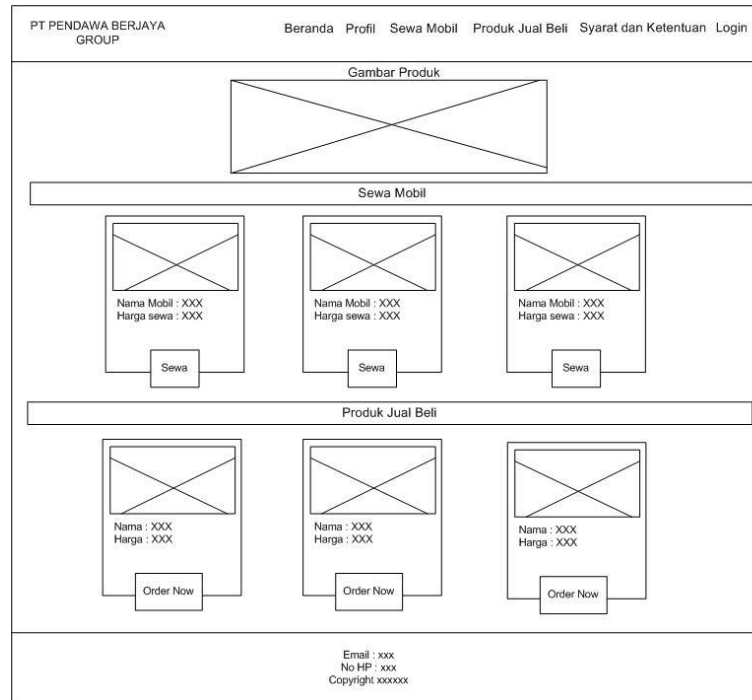 PT PENDAWA BERJAYA
GROUP
Beranda Profil Sewa Mobil Produk Jual Beli Syarat dan Ketentuan Login
Gambar Produk
Sewa Mobil
Nama Mobil : XXX
Harga sewa : XXX
Sewa
Nama Mobil : XXX
Harga sewa : XXX
Sewa
Nama Mobil : XXX
Harga sewa : XXX
Sewa
Produk Jual Beli
Nama : XXX
Harga : XXX
Order Now
Nama : XXX
Harga : XXX
Order Now
Nama : XXX
Harga : XXX
Order Now
Email : xxx
No HP : xxx
Copyright xxxxxx